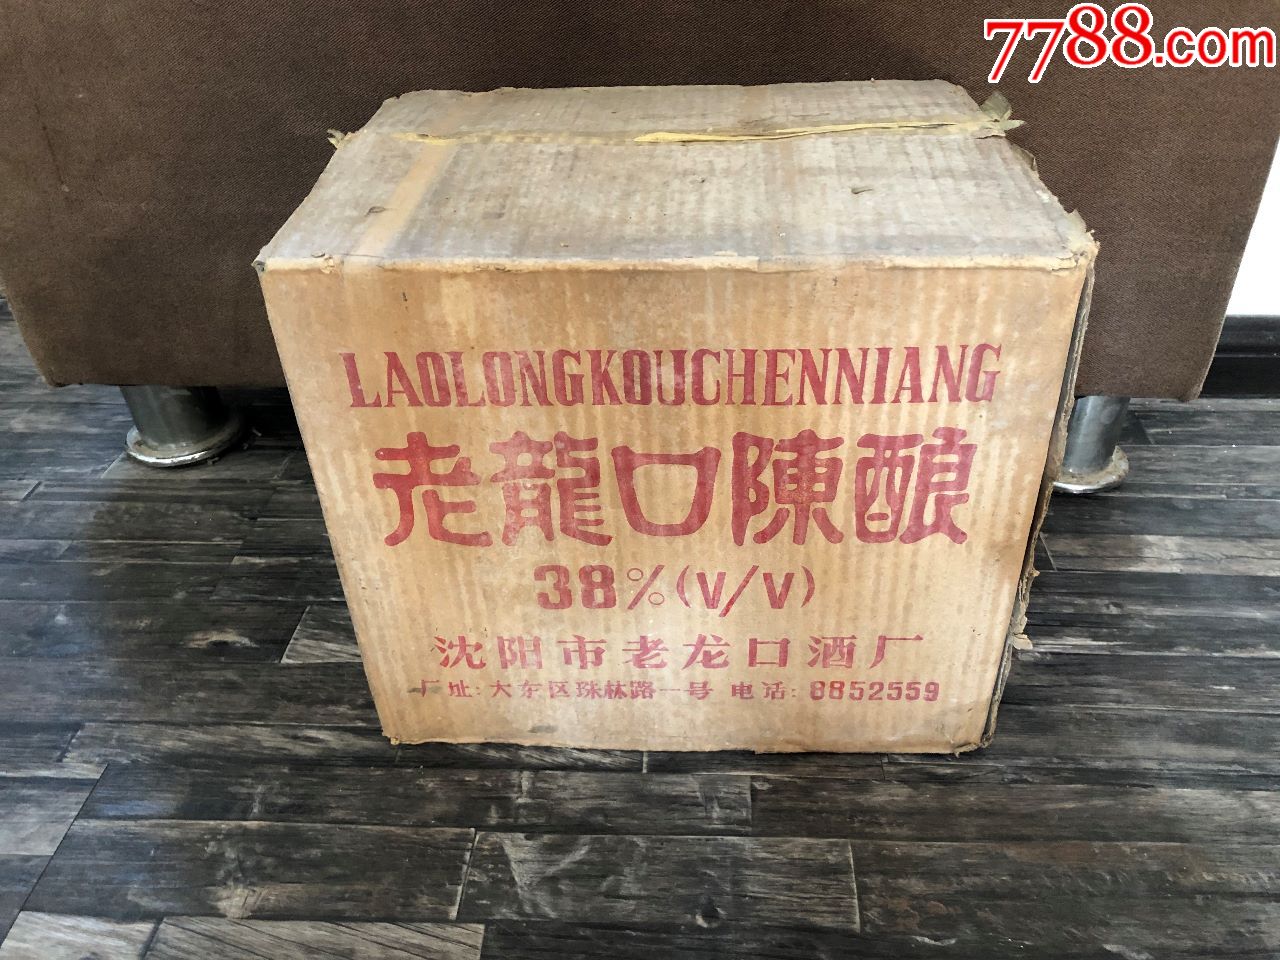 7788.com
LAOLONGKOUCHENNIANG
老龍口陳酿
38%(V/V)
沈阳市老龙口酒厂
厂址:大东区珠林路一号 电话:8852559